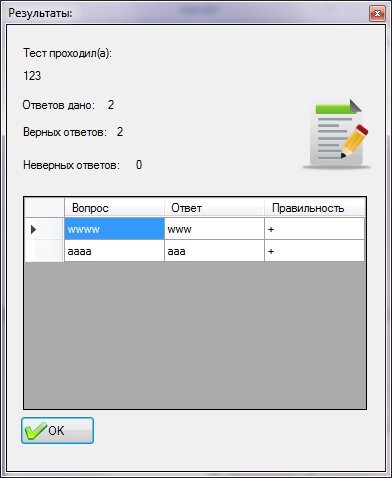 Результаты:
Тест проходил(а):
123
Ответов дано: 2
Верных ответов: 2
Неверных ответов: 0
Вопрос Ответ Правильность
wwww www +
aaaa aaa +
OK